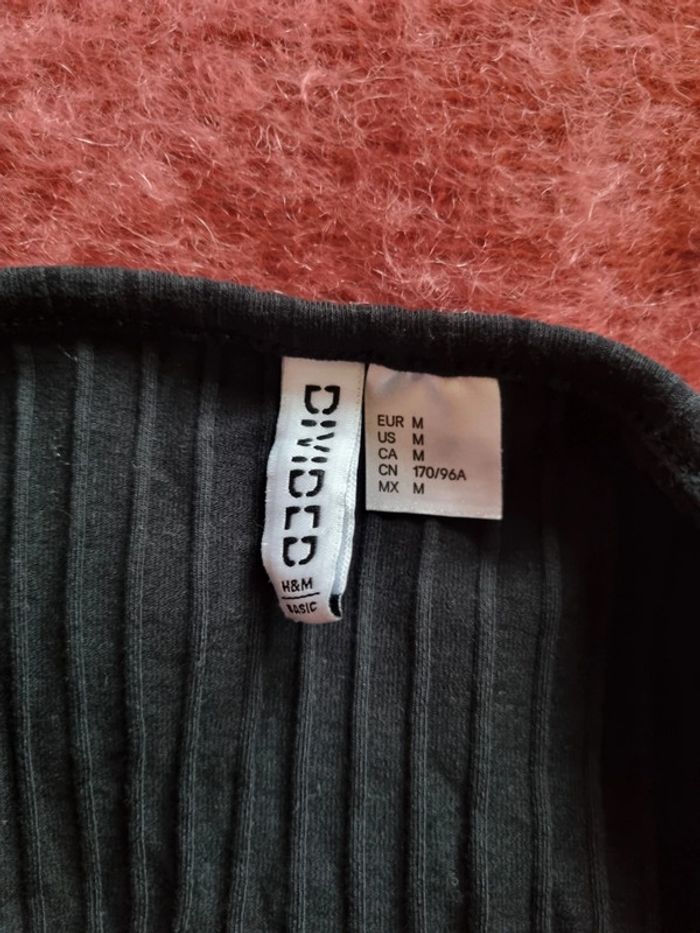 DIVIDED
H&M
BASIC
EUR M
US M
CA M
CN 170/96A
MX M